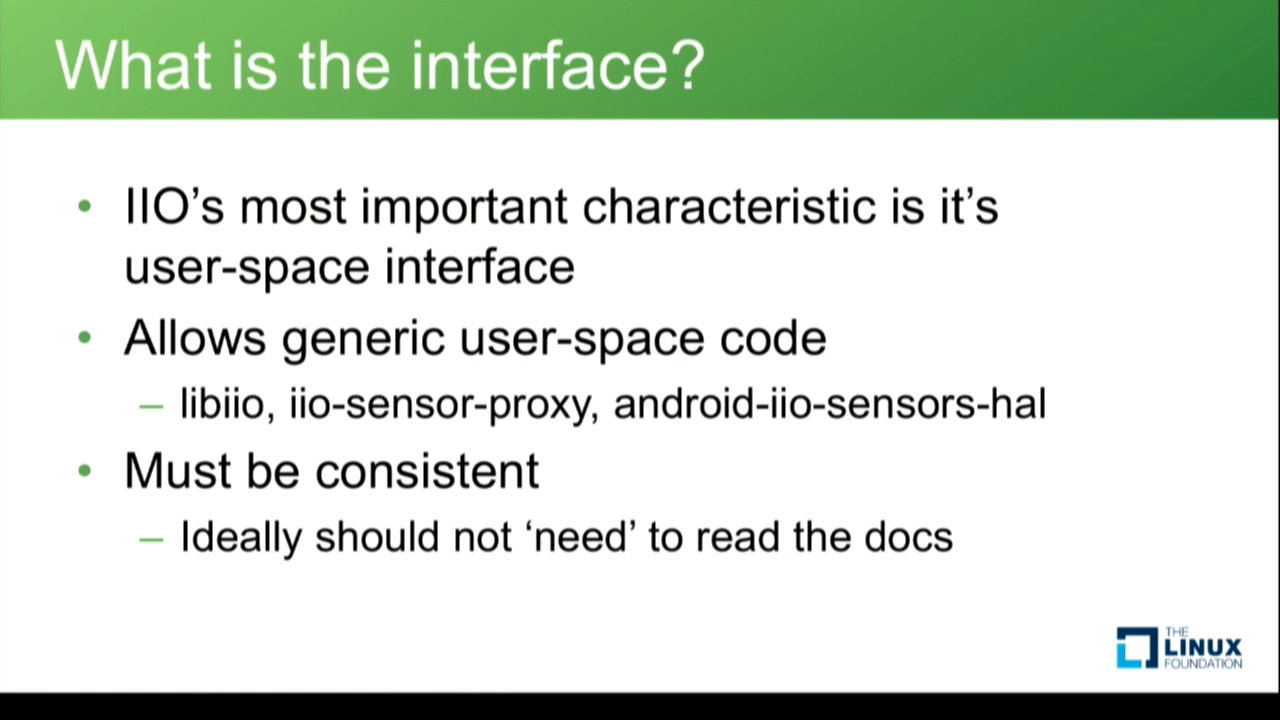 What is the interface?
• IIO’s most important characteristic is it’s
user-space interface
• Allows generic user-space code
– libiio, iio-sensor-proxy, android-iio-sensors-hal
• Must be consistent
– Ideally should not ‘need’ to read the docs
THE
LINUX
FOUNDATION